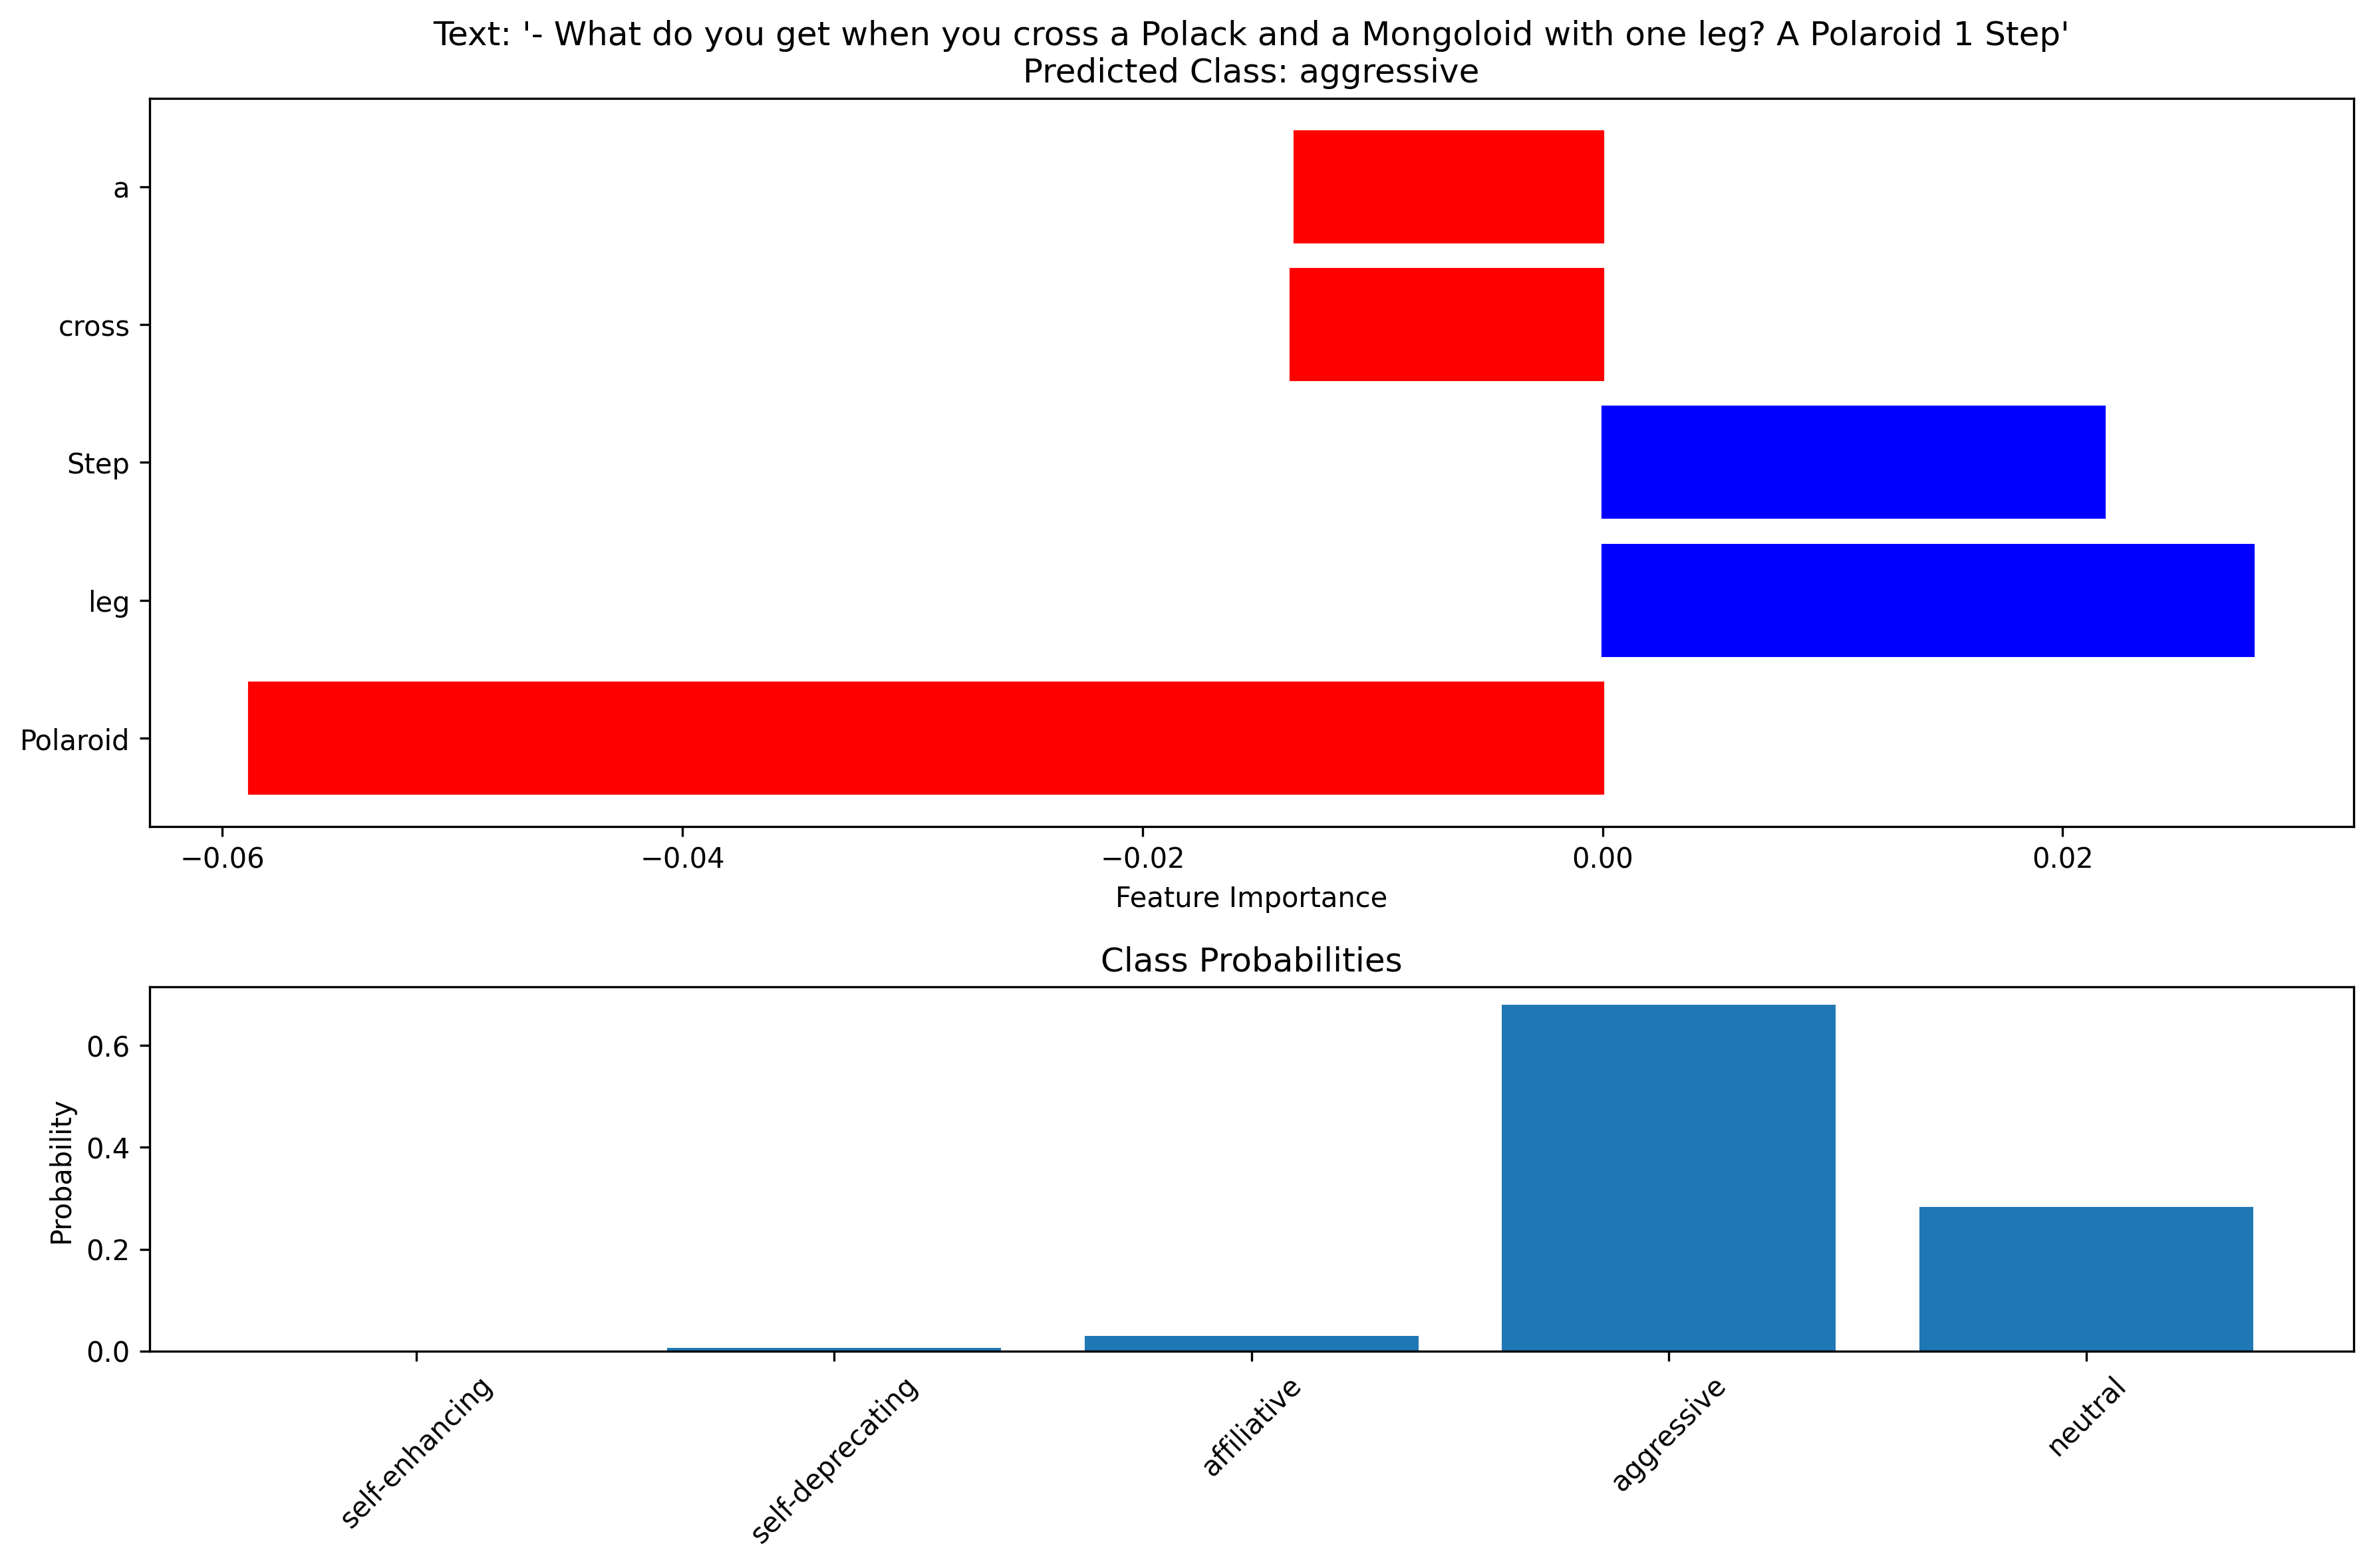 Text: '- What do you get when you cross a Polack and a Mongoloid with one leg? A Polaroid 1 Step'
Predicted Class: aggressive
a
cross
Step
leg
Polaroid
−0.06 −0.04 −0.02 0.00 0.02
Feature Importance
Class Probabilities
Probability
0.6
0.4
0.2
0.0
self-enhancing self-deprecating affiliative aggressive neutral